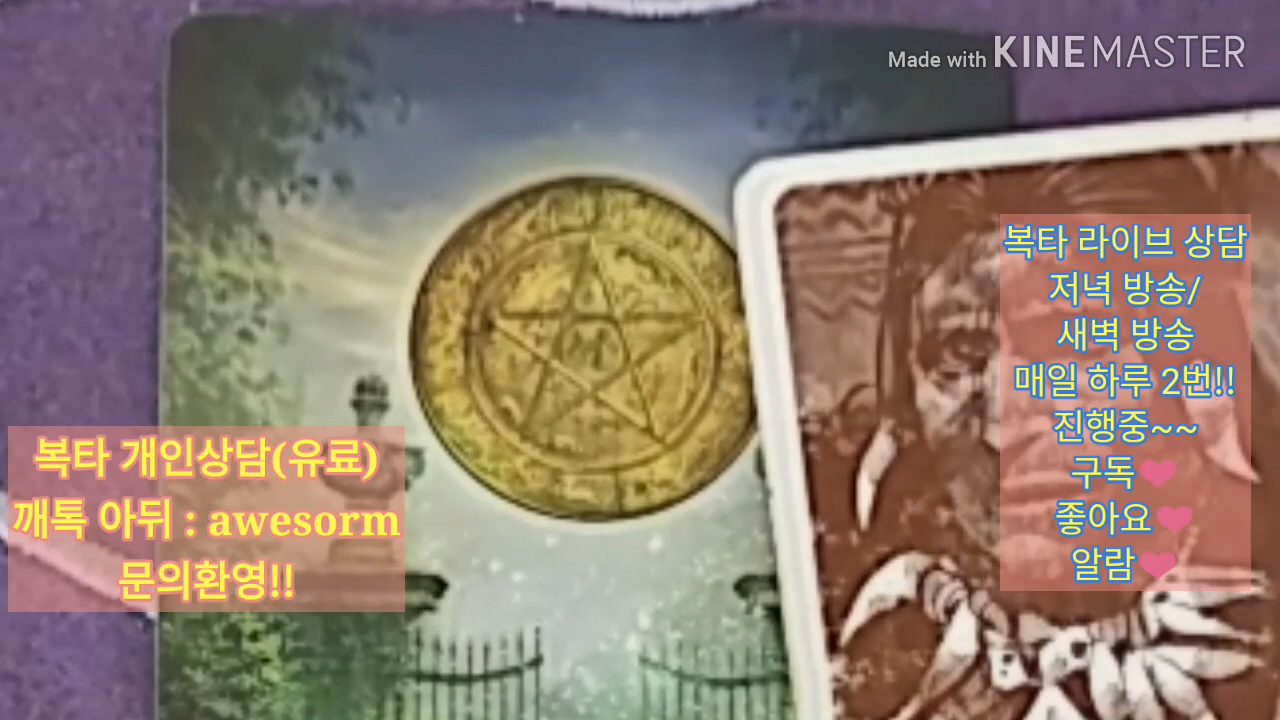 Made with KINEMASTER
복타 라이브 상담
저녁 방송/
새벽 방송
매일 하루 2번!!
진행중~~
구독❤
좋아요❤
알람❤
복타 개인상담(유료)
깨톡 아뒤 : awesorm
문의환영!!